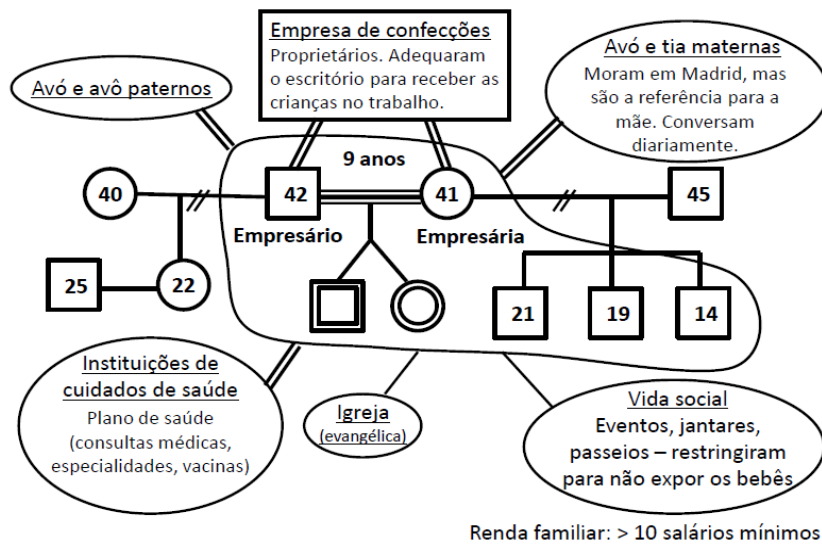 Empresa de confecções
Proprietários. Adequaram
o escritório para receber as
crianças no trabalho.
Avó e avô paternos
Avó e tia maternas
Moram em Madrid, mas
são a referência para a
mãe. Conversam
diariamente.
9 anos
40
42
41
45
Empresário
Empresária
25
22
21
19
14
Instituições de
cuidados de saúde
Plano de saúde
(consultas médicas,
especialidades, vacinas)
Igreja
(evangélica)
Vida social
Eventos, jantares,
passeios – restringiram
para não expor os bebês
Renda familiar: > 10 salários mínimos